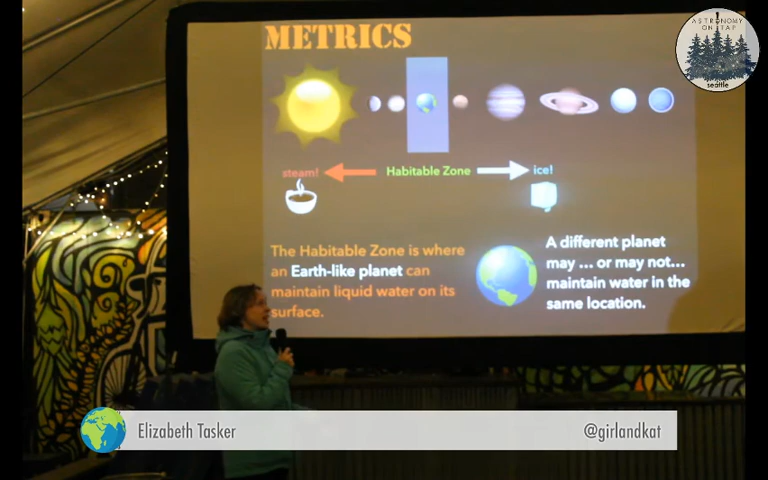 METRICS
ASTRONOMY
ON TAP
seattle
steam!
Habitable Zone
ice!
The Habitable Zone is where
an Earth-like planet can
maintain liquid water on its
surface.
A different planet
may ... or may not...
maintain water in the
same location.
Elizabeth Tasker
@girlandkat